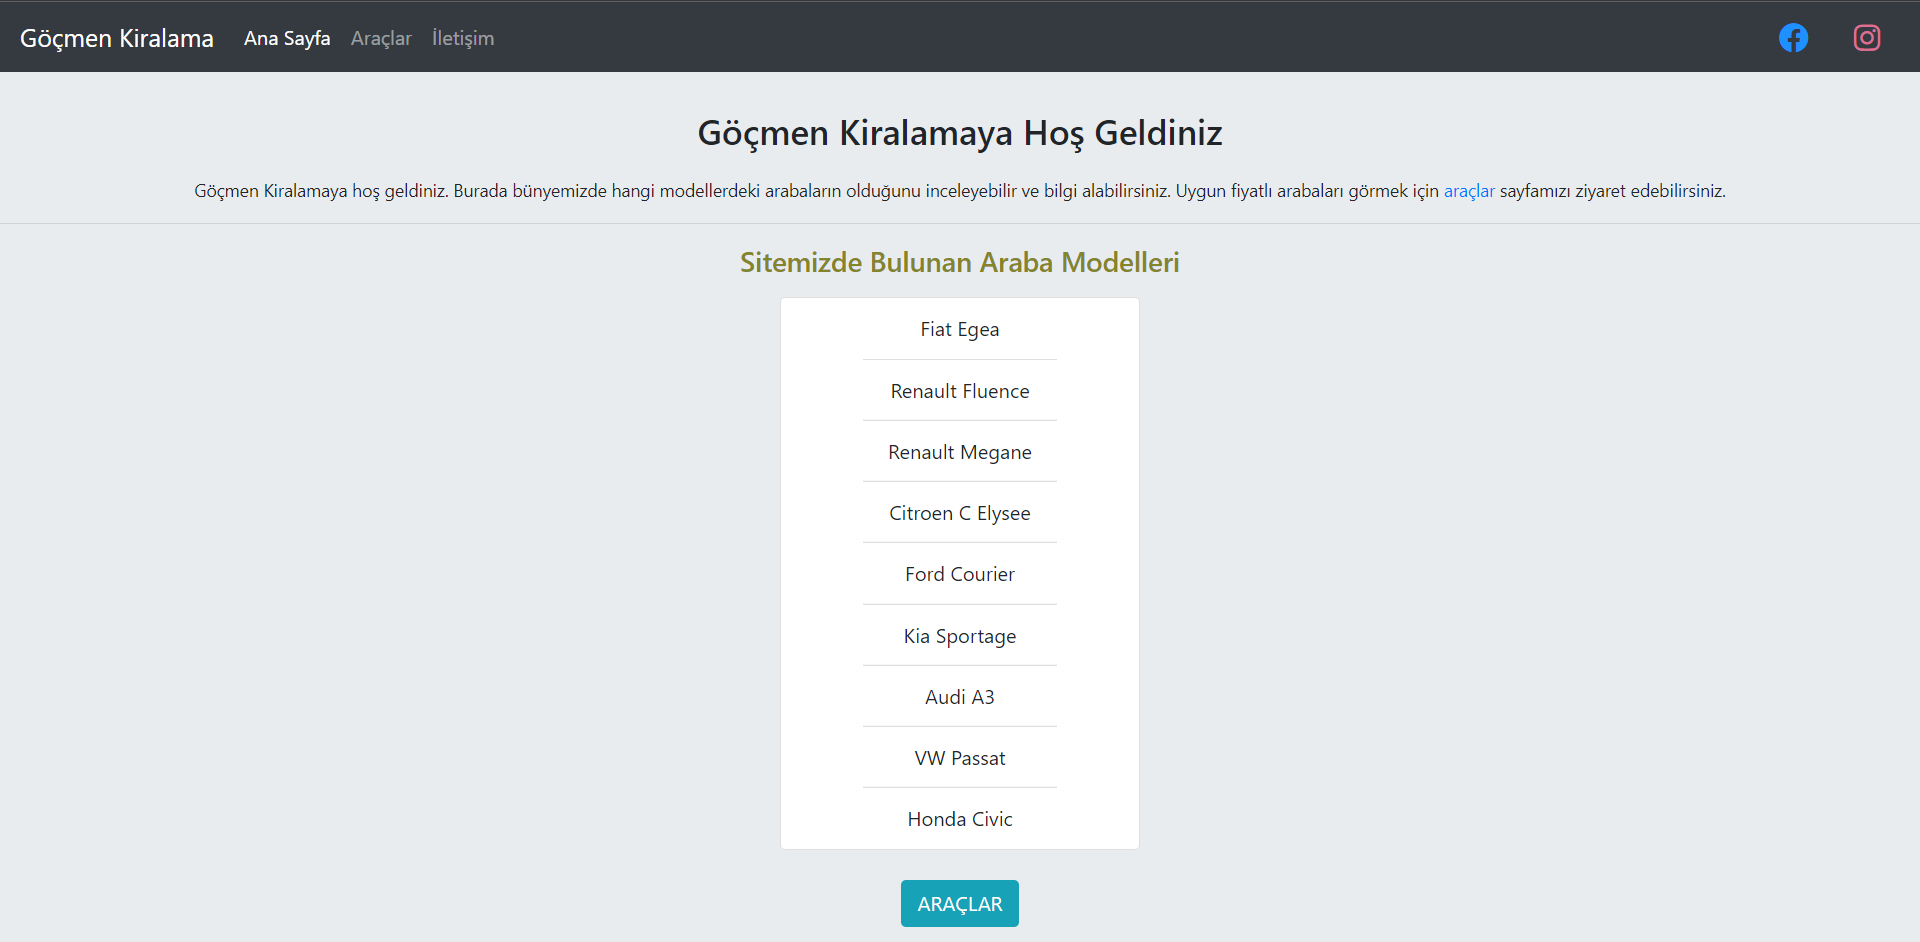 Göçmen Kiralama Ana Sayfa Araçlar İletişim
Göçmen Kiralamaya Hoş Geldiniz
Göçmen Kiralamaya hoş geldiniz. Burada bünyemizde hangi modellerdeki arabaların olduğunu inceleyebilir ve bilgi alabilirsiniz. Uygun fiyatlı arabaları görmek için araçlar sayfamızı ziyaret edebilirsiniz.
Sitemizde Bulunan Araba Modelleri
Fiat Egea
Renault Fluence
Renault Megane
Citroen C Elysee
Ford Courier
Kia Sportage
Audi A3
VW Passat
Honda Civic
ARAÇLAR